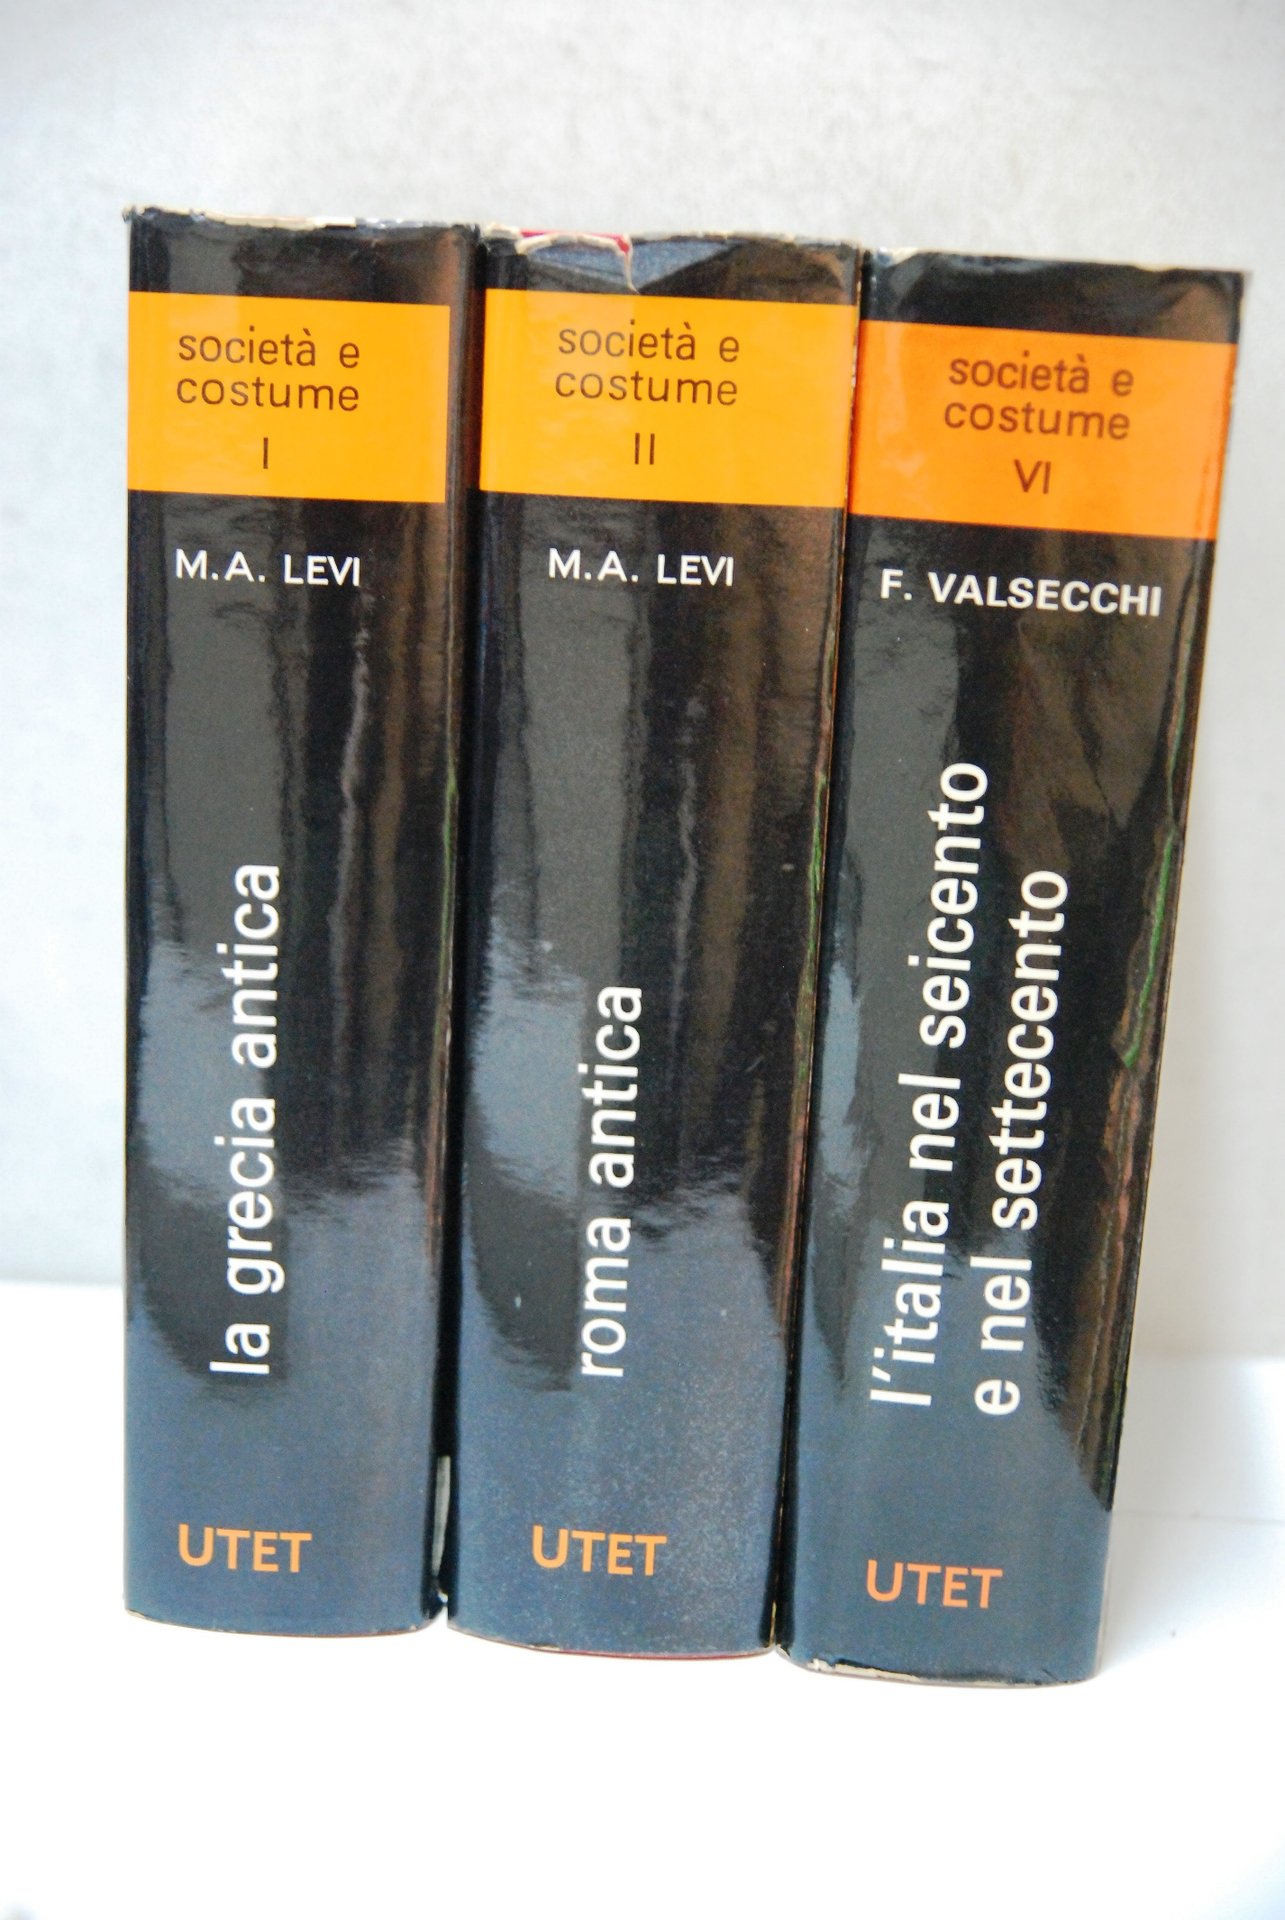 società e
costume
I
M.A. LEVI
la grecia antica
UTET
società e
costume
II
M.A. LEVI
roma antica
UTET
società e
costume
VI
F. VALSECCHI
l'italia nel seicento
e nel settecento
UTET